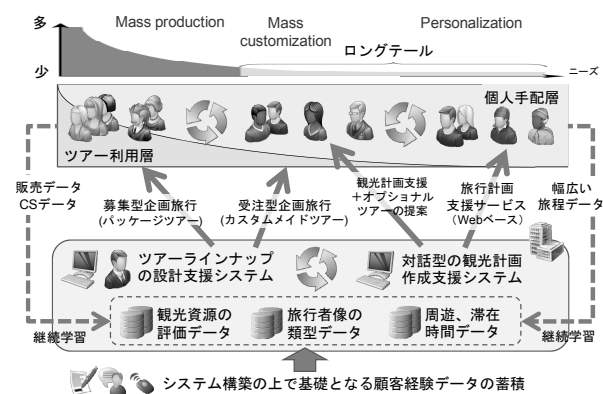 多
Mass production
Mass
customization
Personalization
ロングテール
少
ニーズ
ツアー利用層
個人手配層
販売データ
CSデータ
募集型企画旅行
(パッケージツアー)
受注型企画旅行
(カスタムメイドツアー)
観光計画支援
＋オプショナル
ツアーの提案
旅行計画
支援サービス
（Webベース）
幅広い
旅程データ
ツアーラインナップ
の設計支援システム
対話型の観光計画
作成支援システム
観光資源の
評価データ
旅行者像の
類型データ
周遊、滞在
時間データ
継続学習
継続学習
システム構築の上で基礎となる顧客経験データの蓄積